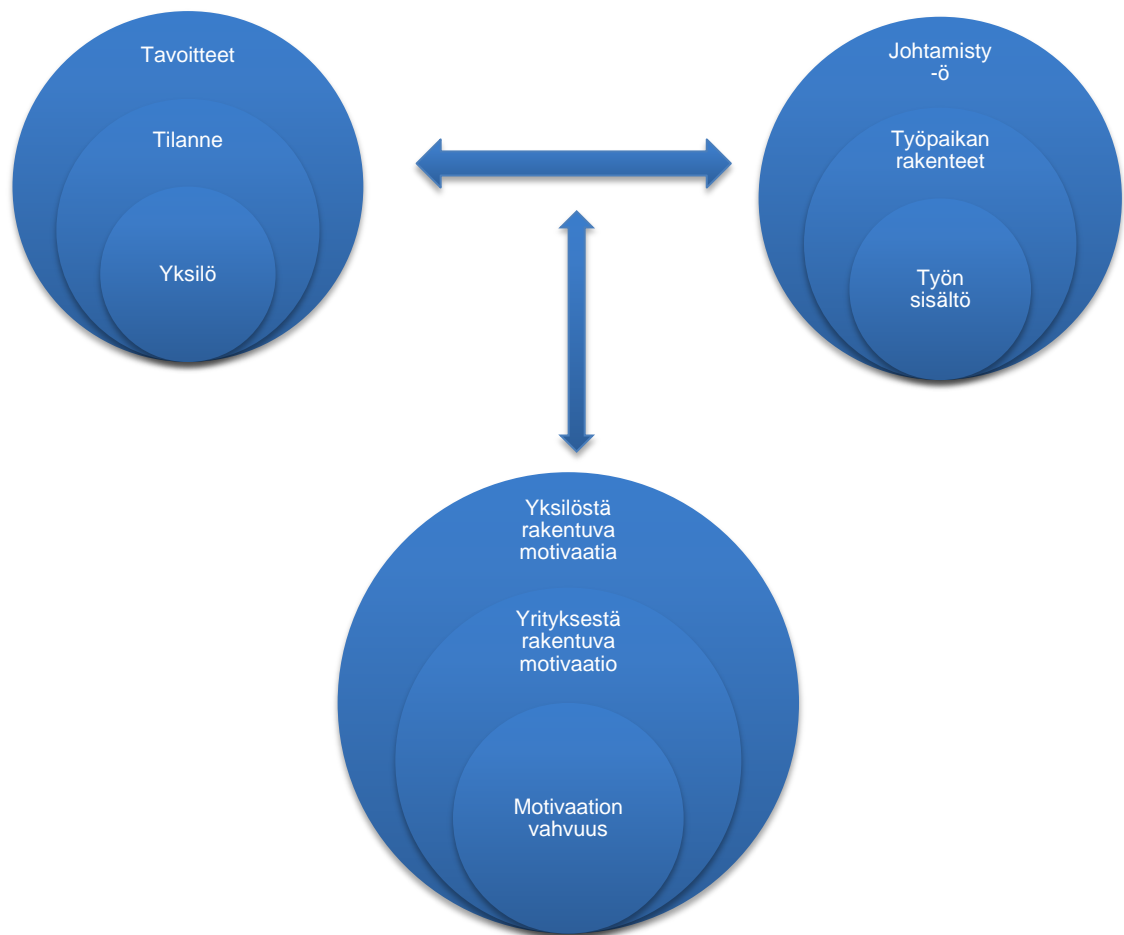 Tavoitteet
Tilanne
Yksilö
Johtamisty
-ö
Työpaikan
rakenteet
Työn
sisältö
Yksilöstä
rakentuva
motivaatia
Yrityksestä
rakentuva
motivaatio
Motivaation
vahvuus